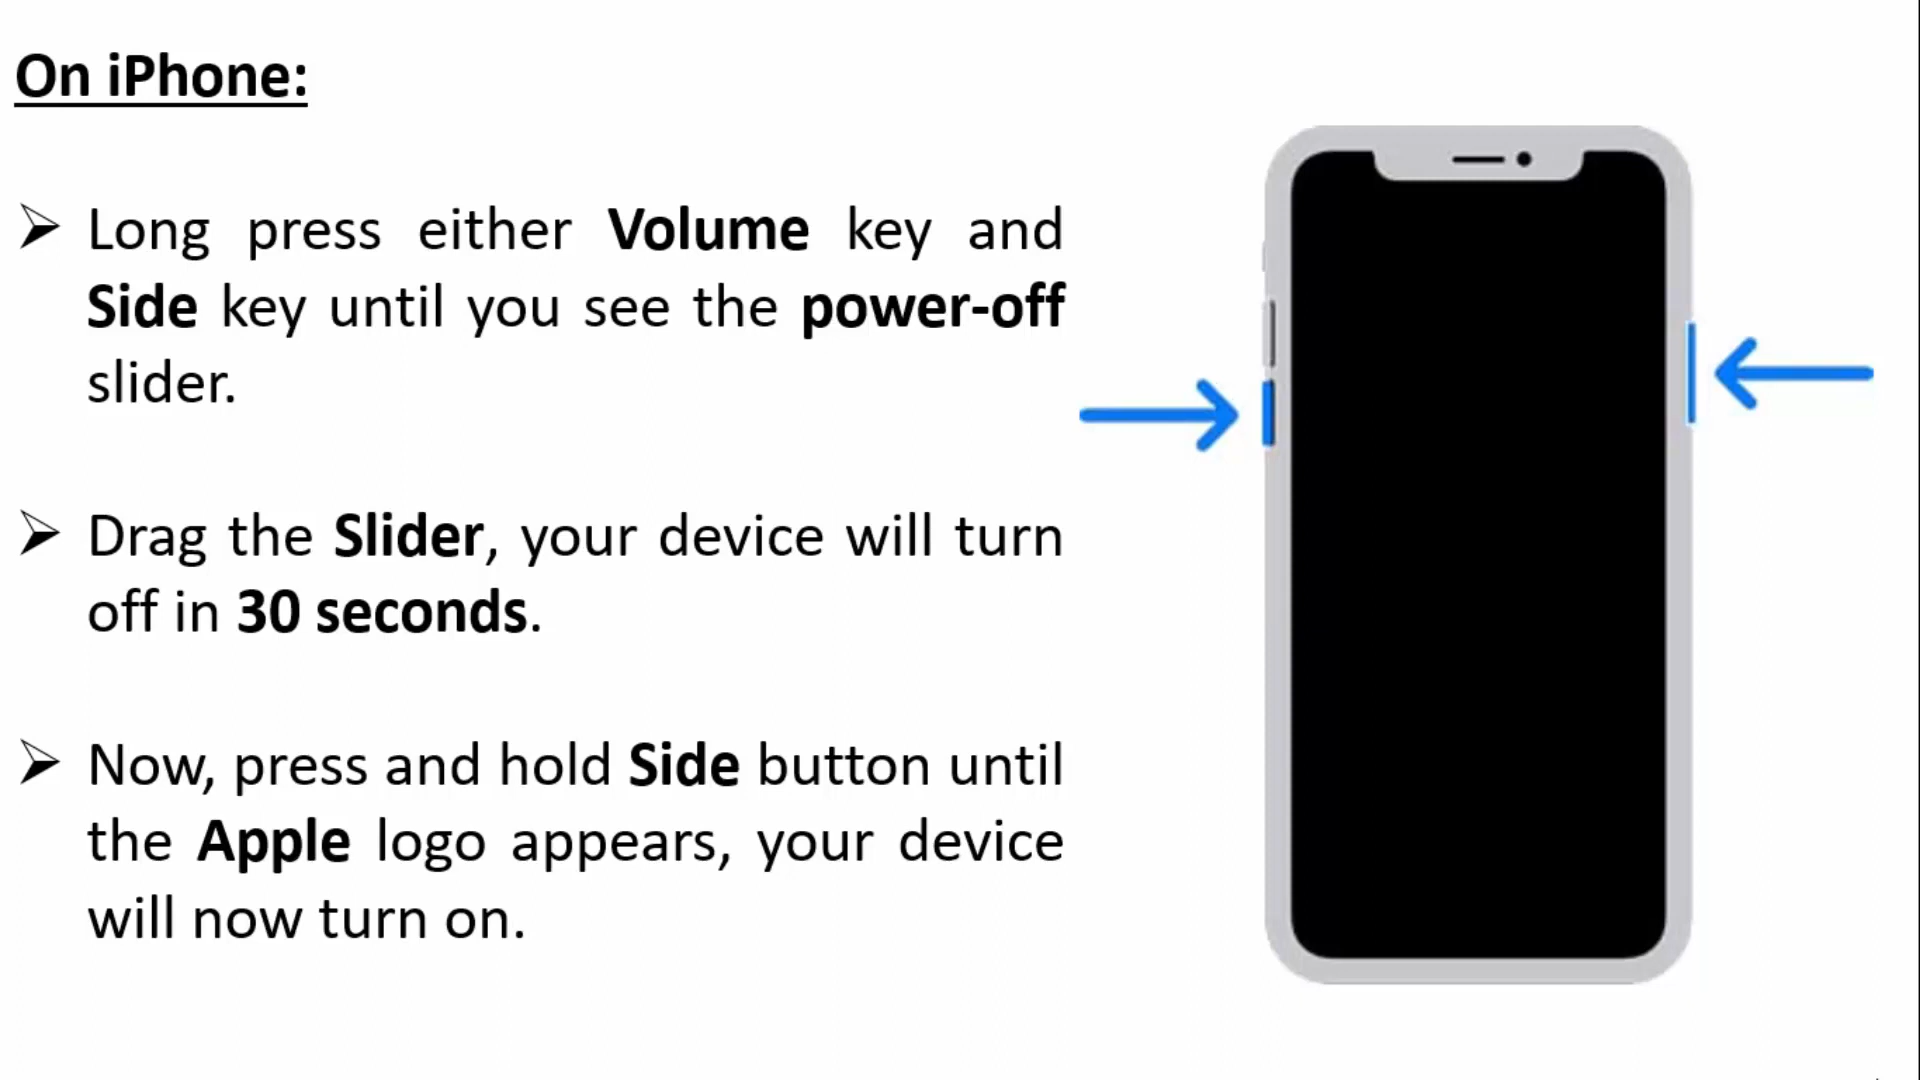 On iPhone:
➢ Long press either Volume key and
Side key until you see the power-off
slider.
➢ Drag the Slider, your device will turn
off in 30 seconds.
➢ Now, press and hold Side button until
the Apple logo appears, your device
will now turn on.